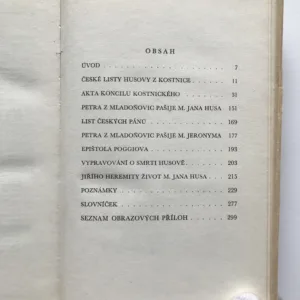 OBSAH
ÚVOD . . . . . . . . . . . . . . . . 7
ČESKÉ LISTY HUSOVY Z KOSTNICE . . . . 11
AKTA KONCILU KOSTNICKÉHO . . . . . . 31
PETRA Z MLADOŇOVIC PAŠIJE M. JANA HUSA . 151
LIST ČESKÝCH PÁNŮ . . . . . . . . . . 169
PETRA Z MLADOŇOVIC PAŠIJE M. JERONYMA . 177
EPIŠTOLA POGGIOVA . . . . . . . . . . 193
VYPRAVOVÁNÍ O SMRTI HUSOVĚ . . . . . 203
JIŘÍHO HEREMITY ŽIVOT M. JANA HUSA . . . 215
POZNÁMKY . . . . . . . . . . . . . . 229
SLOVNÍČEK . . . . . . . . . . . . . . 277
SEZNAM OBRAZOVÝCH PŘÍLOH . . . . . . 299